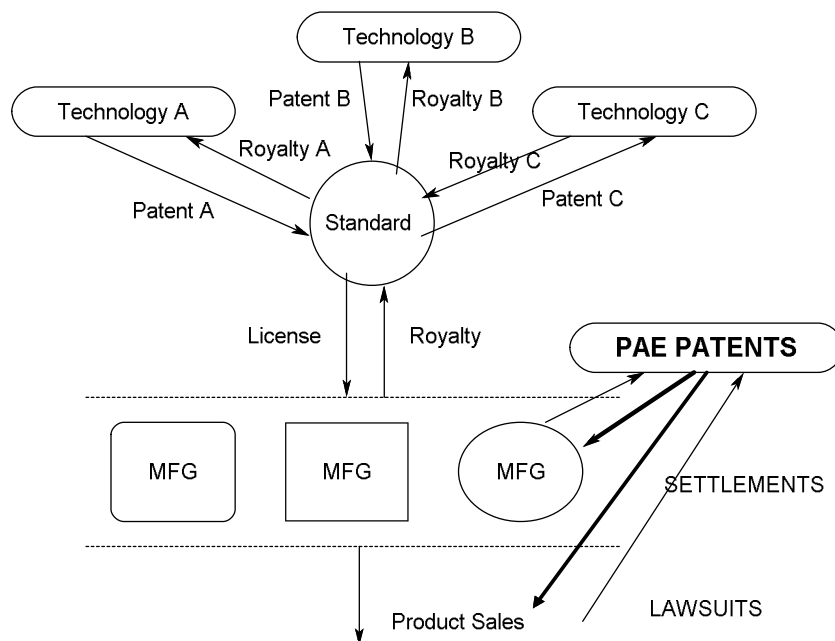 Technology B
Technology A
Patent B
Royalty B
Technology C
Royalty A
Royalty C
Patent A
Patent C
Standard
License
Royalty
PAE PATENTS
MFG
MFG
MFG
SETTLEMENTS
Product Sales
LAWSUITS